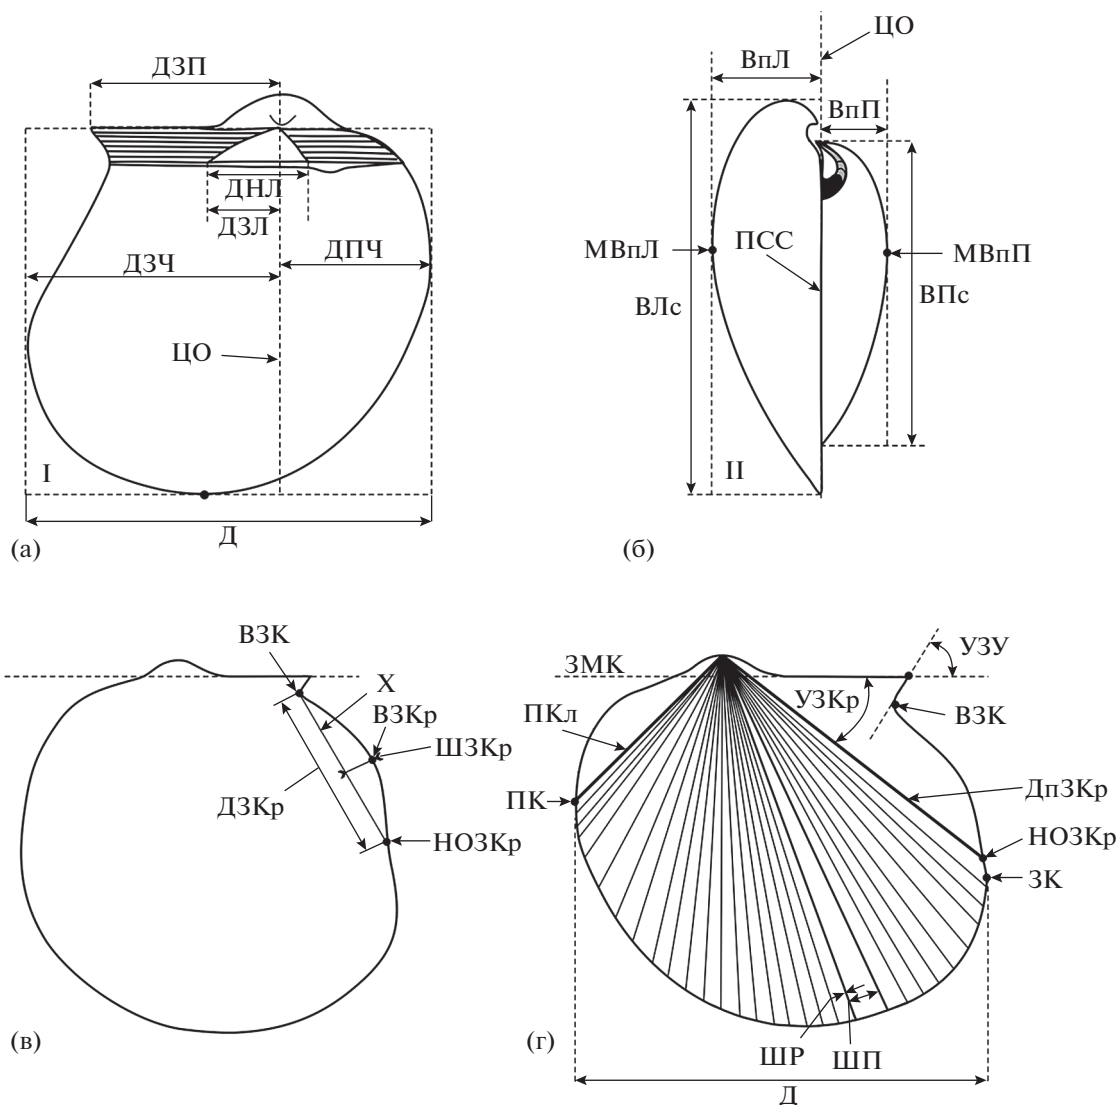 ДЗП
ДНЛ
ДЗЛ
ДЗЧ
ДПЧ
ЦО
I
Д
(а)
ЦО
ВпЛ
ВпП
МВпЛ
ПСС
МВпП
ВЛс
ВПс
II
(б)
ВЗК
Х
ВЗКр
ШЗКр
ДЗКр
НОЗКр
(в)
ЗМК
УЗУ
УЗКр
ПКл
ВЗК
ПК
ДпЗКр
НОЗКр
ЗК
ШР
ШП
Д
(г)